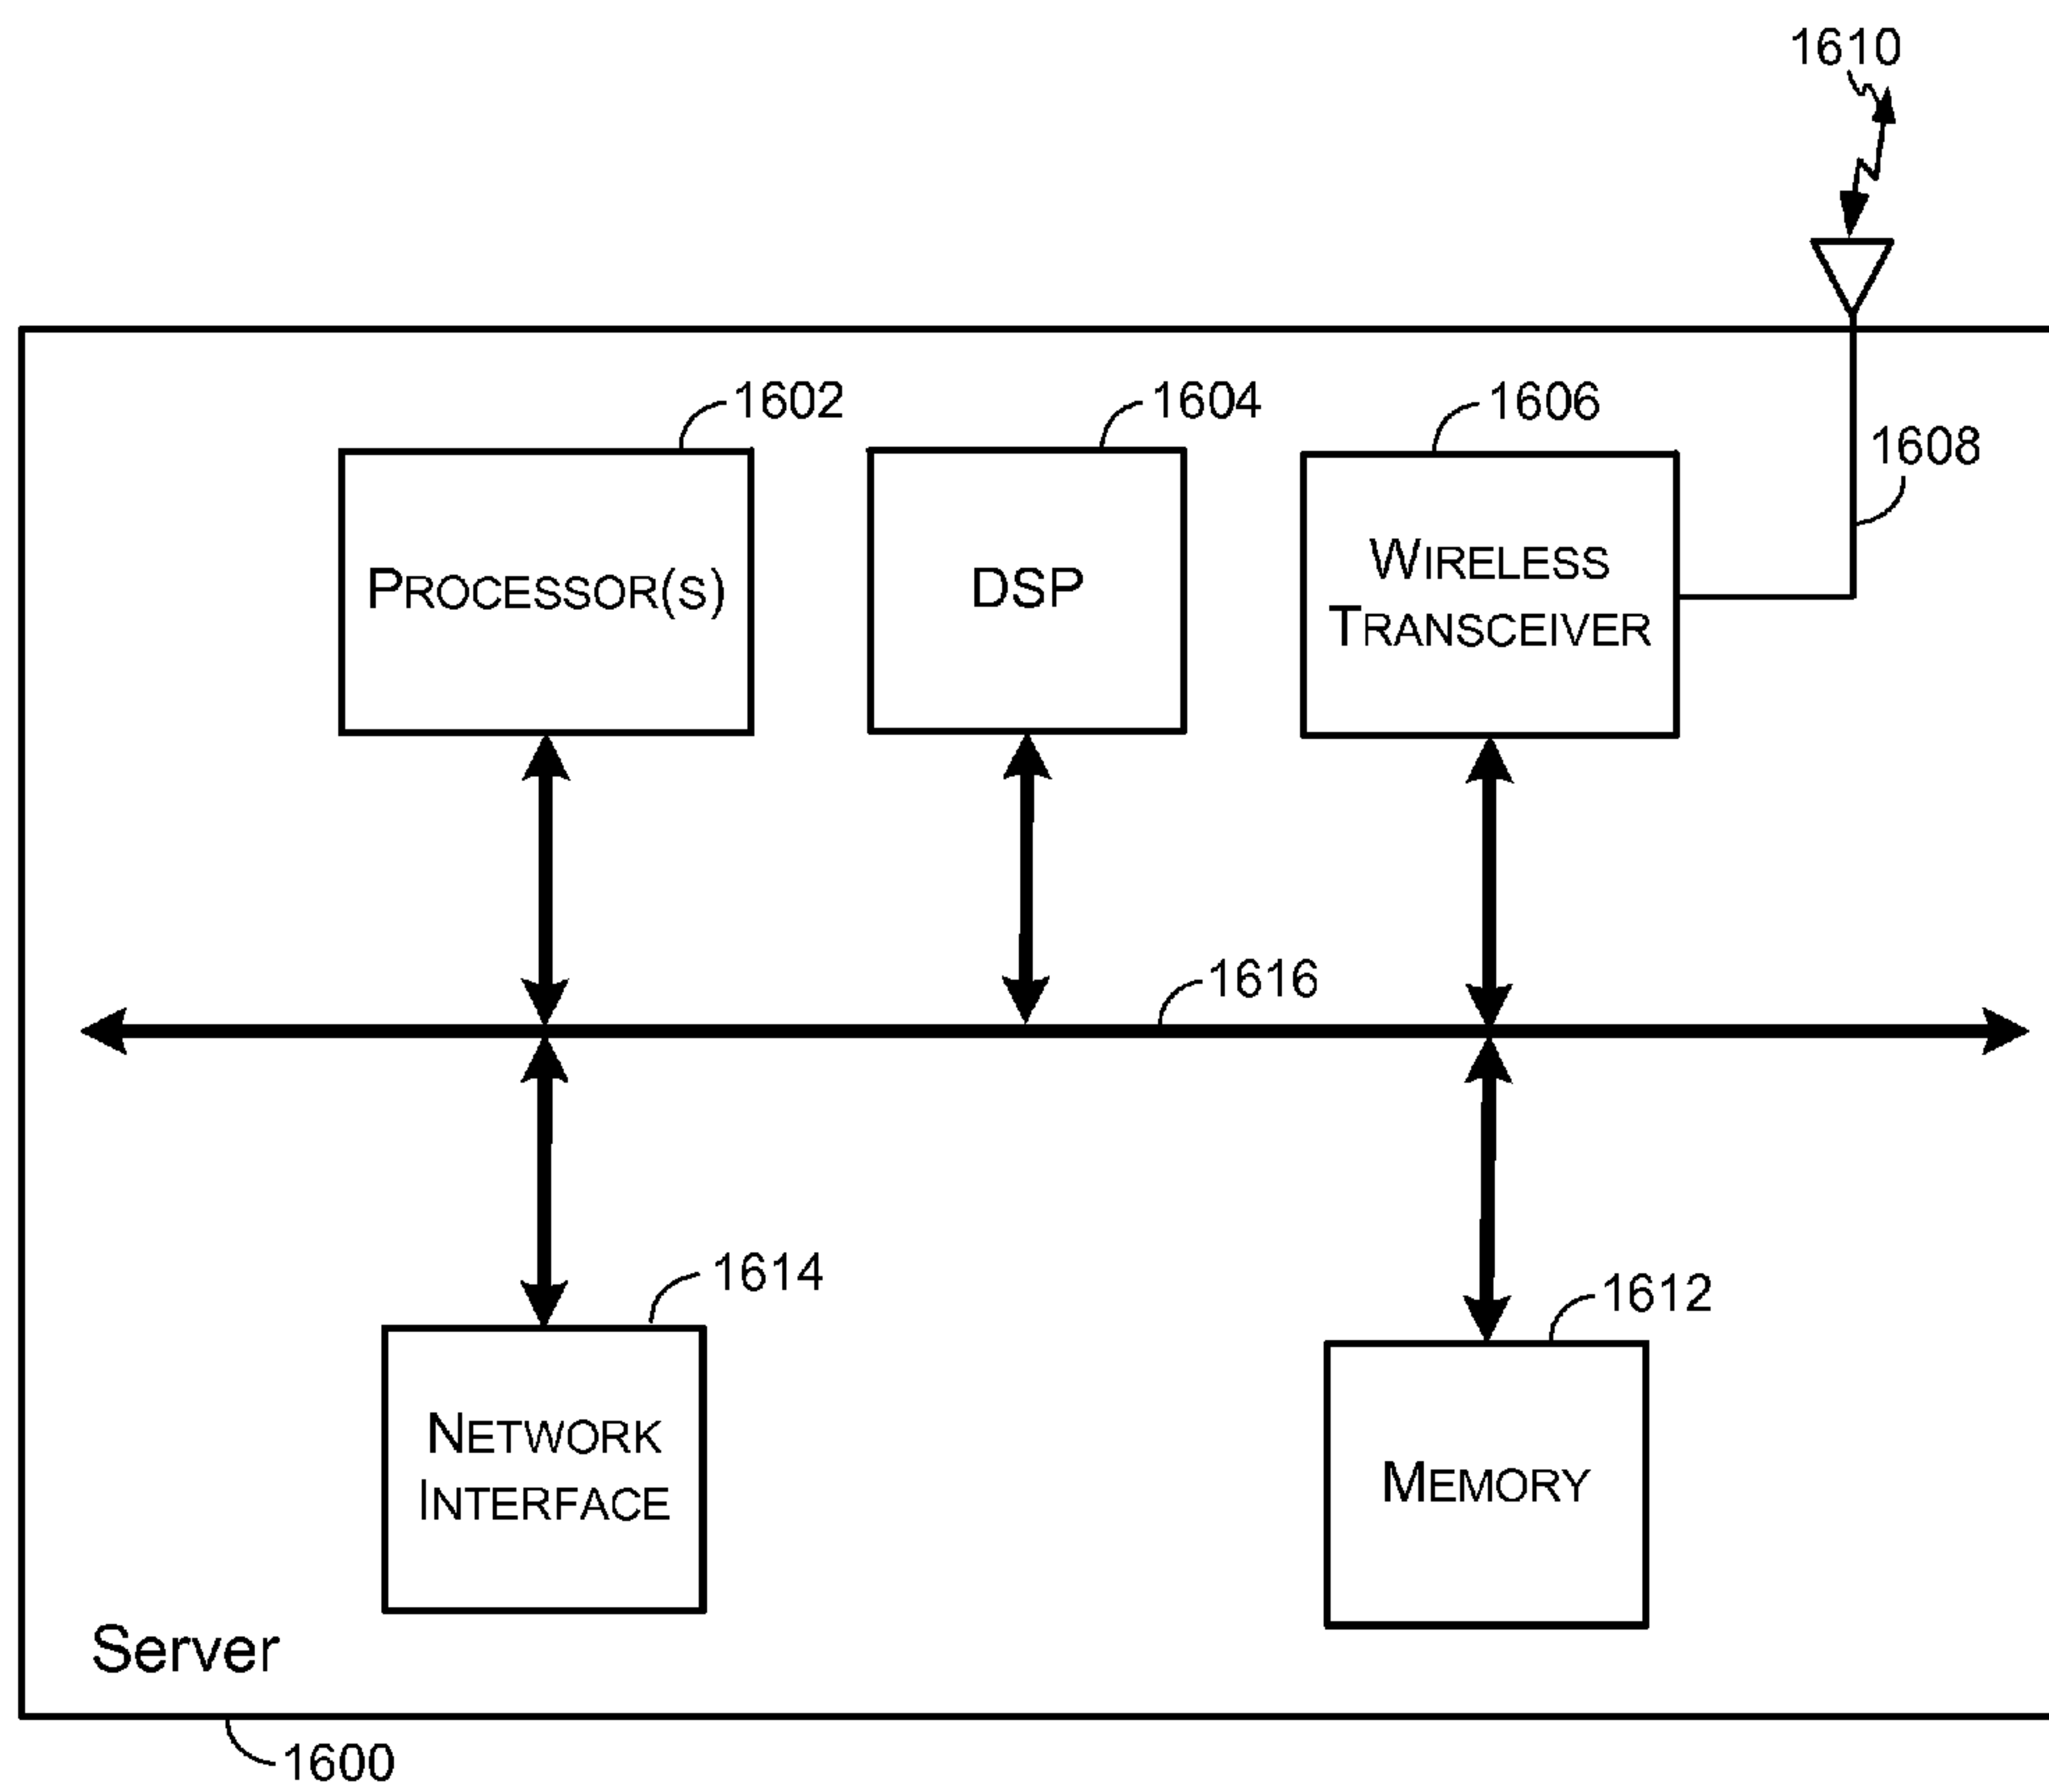 1610
1602
1604
1606
1608
PROCESSOR(S)
DSP
WIRELESS
TRANSCEIVER
1616
1614
1612
NETWORK
INTERFACE
MEMORY
Server
1600